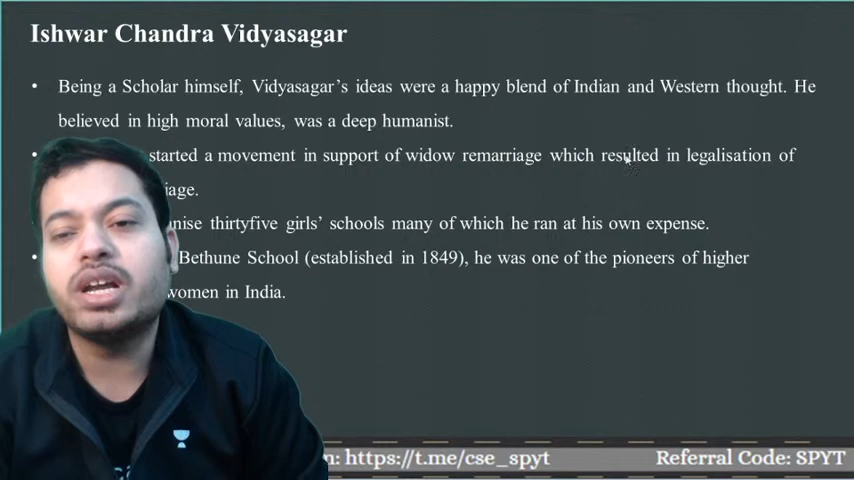 Ishwar Chandra Vidyasagar
• Being a Scholar himself, Vidyasagar’s ideas were a happy blend of Indian and Western thought. He
believed in high moral values, was a deep humanist.
• started a movement in support of widow remarriage which resulted in legalisation of
iage.
nise thirtyfive girls’ schools many of which he ran at his own expense.
• Bethune School (established in 1849), he was one of the pioneers of higher
women in India.
n: https://t.me/cse_spyt Referral Code: SPYT